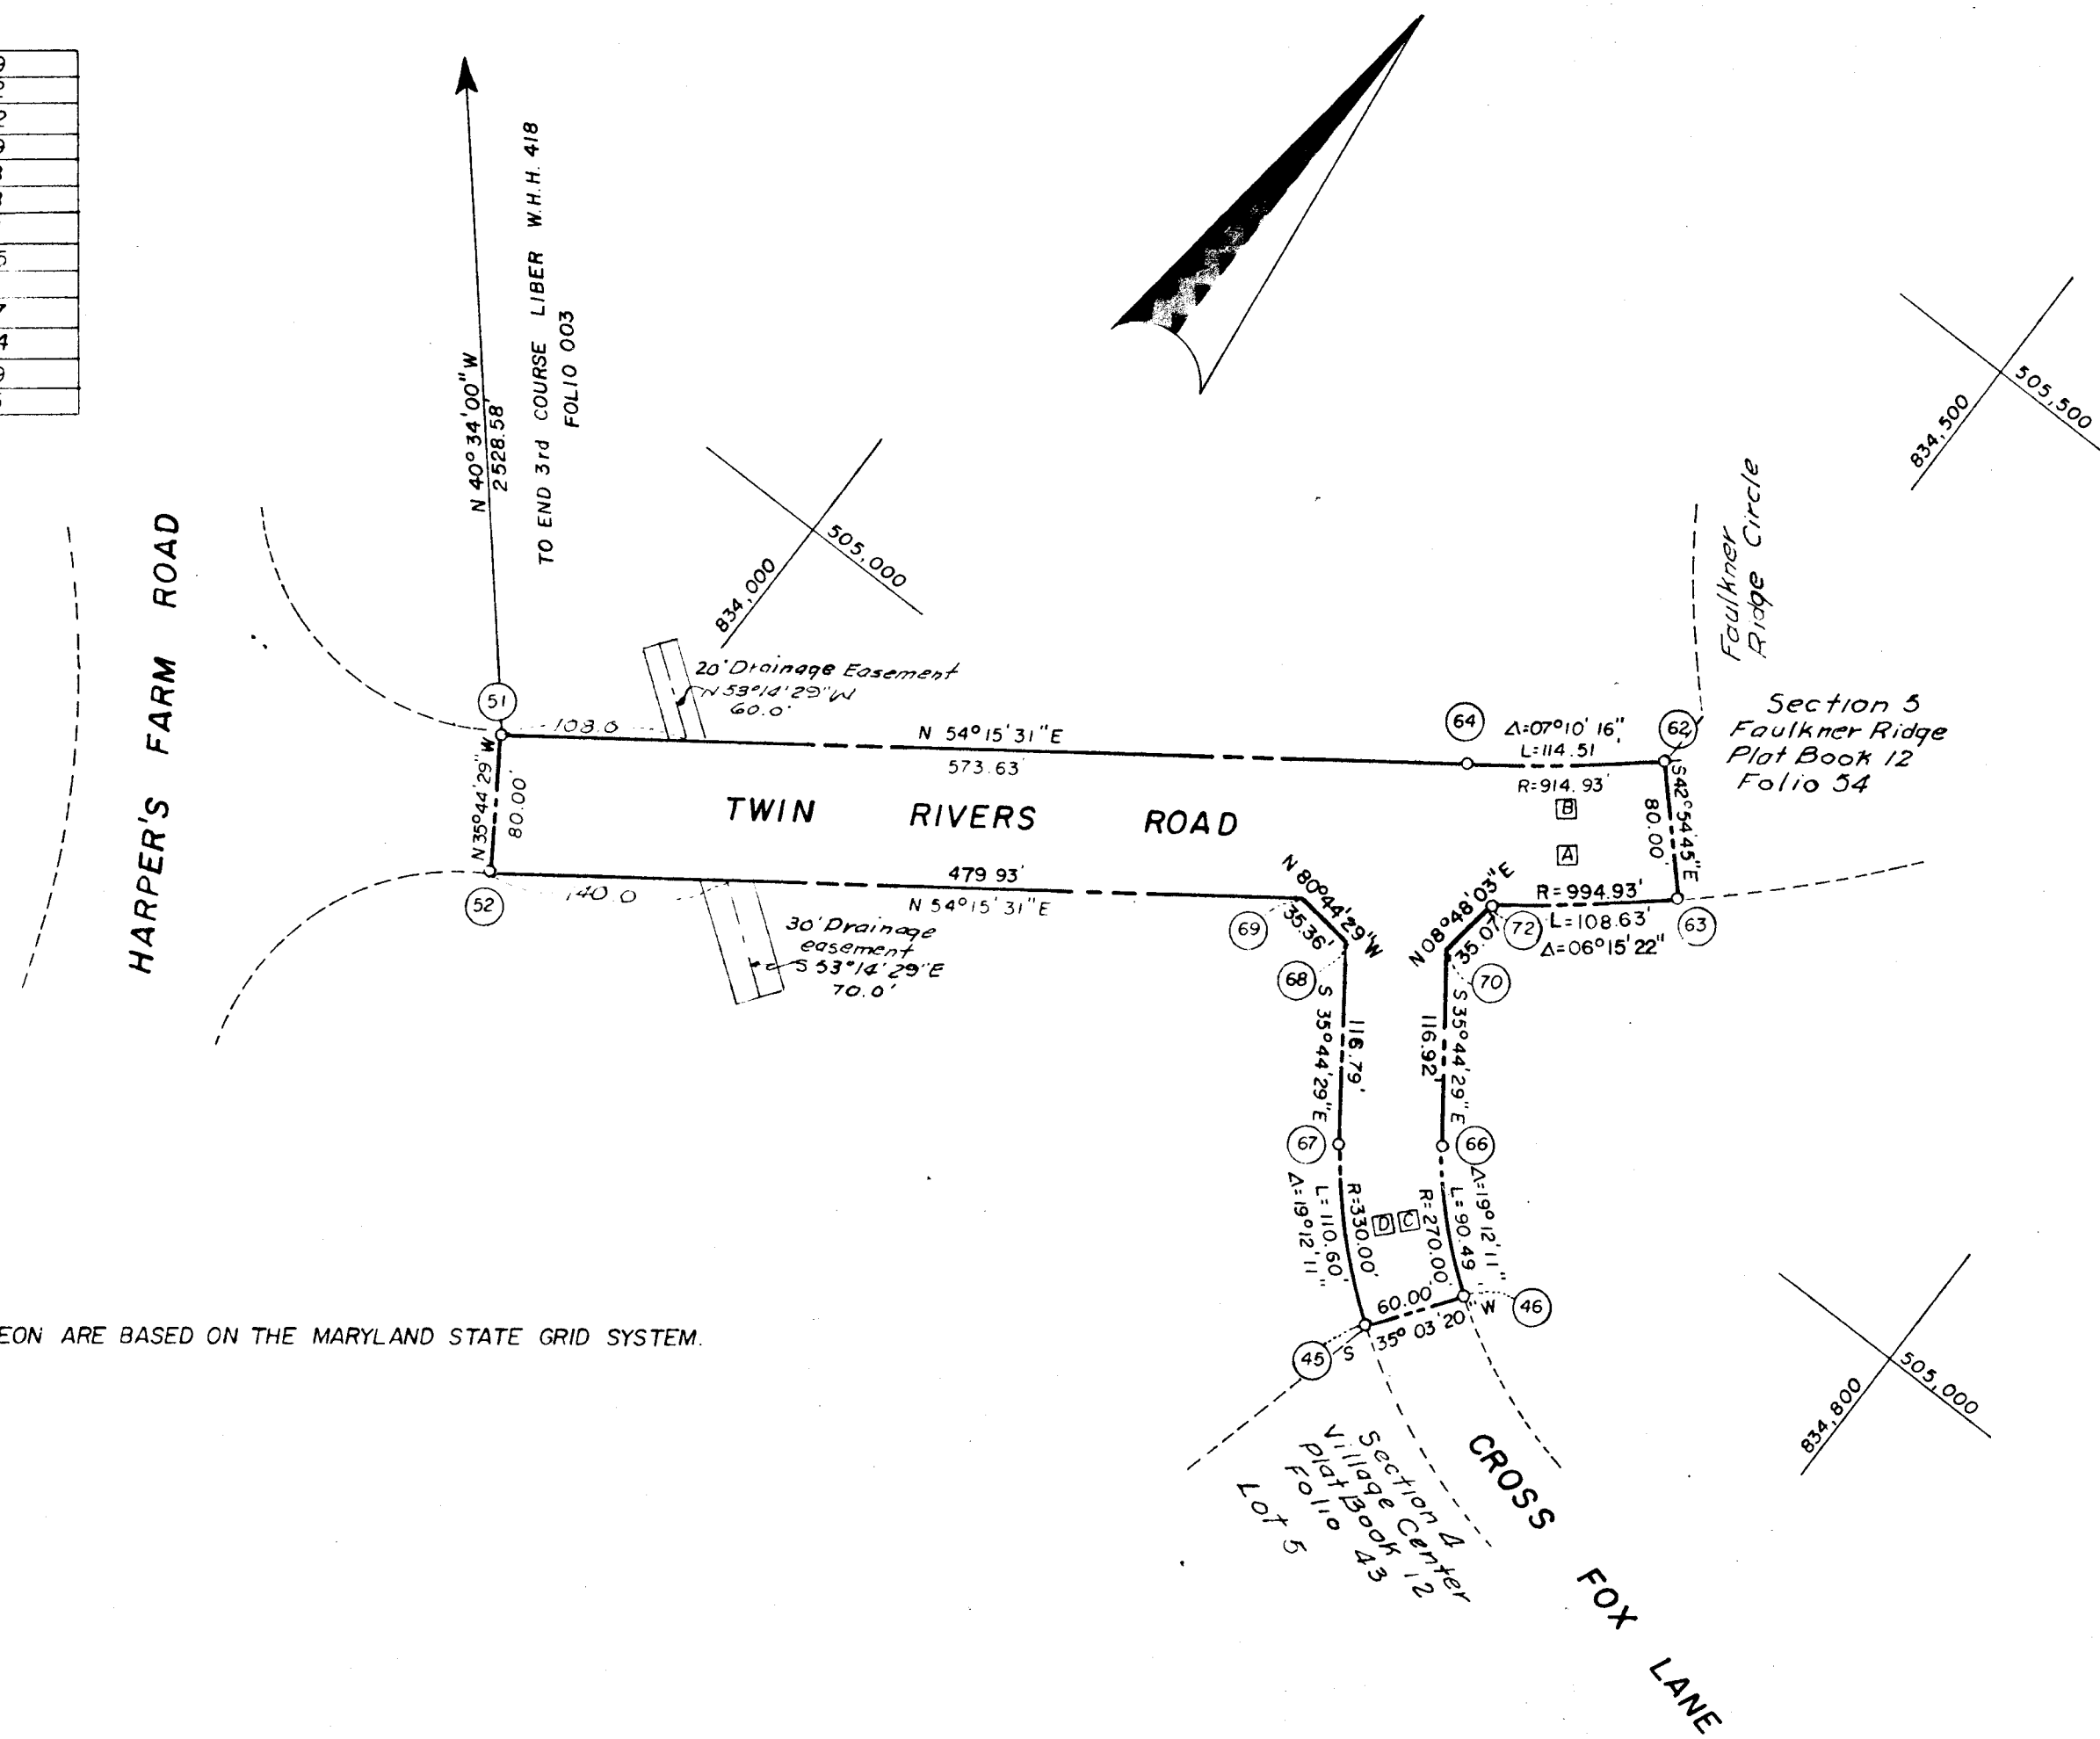 N 40° 34' 00" W
2528.58'
TO END 3rd COURSE LIBER W.H.H. 418
FOLIO 003
HARPER'S FARM ROAD
834,000
505,000
834,500
505,500
Faulkner
Ridge Circle
Section 5
Faulkner Ridge
Plat Book 12
Folio 54
20' Drainage Easement
N 53°14'29" W
60.0'
51
108.0
N 54°15'31"E
573.63'
64
Δ=07°10'16"
L=114.51
R=914.93'
62
B
A
S42°54'45"E
80.00'
N35°44'29"W
80.00'
TWIN RIVERS ROAD
52
140.0
479.93'
N 54°15'31"E
30' Drainage
easement
S 53°14'29"E
70.0'
69
N 80°44'29"W
35.36'
68
N08°48'03"E
35.07'
72
R=994.93'
L=108.63'
Δ=06°15'22"
63
70
S 35°44'29"E
116.79'
116.92'
S 35°44'29"E
67
66
Δ=19°12'11"
L=110.60'
R=330.00'
D
C
R=270.00'
L=90.49
Δ=19°12'11"
60.00'
S 35°03'20" W
45
46
EON ARE BASED ON THE MARYLAND STATE GRID SYSTEM.
834,800
505,000
Section 4
Village Center
Plat Book 12
Folio 43
Lot 5
CROSS FOX LANE